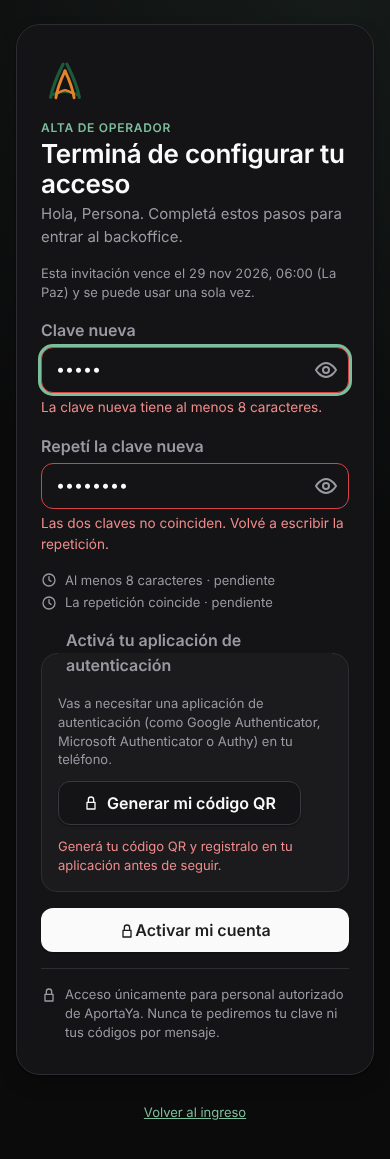 ALTA DE OPERADOR
Terminá de configurar tu
acceso
Hola, Persona. Completá estos pasos para
entrar al backoffice.
Esta invitación vence el 29 nov 2026, 06:00 (La
Paz) y se puede usar una sola vez.
Clave nueva
•••••
La clave nueva tiene al menos 8 caracteres.
Repetí la clave nueva
••••••••
Las dos claves no coinciden. Volvé a escribir la
repetición.
Al menos 8 caracteres · pendiente
La repetición coincide · pendiente
Activá tu aplicación de
autenticación
Vas a necesitar una aplicación de
autenticación (como Google Authenticator,
Microsoft Authenticator o Authy) en tu
teléfono.
Generar mi código QR
Generá tu código QR y registralo en tu
aplicación antes de seguir.
Activar mi cuenta
Acceso únicamente para personal autorizado
de AportaYa. Nunca te pediremos tu clave ni
tus códigos por mensaje.
Volver al ingreso